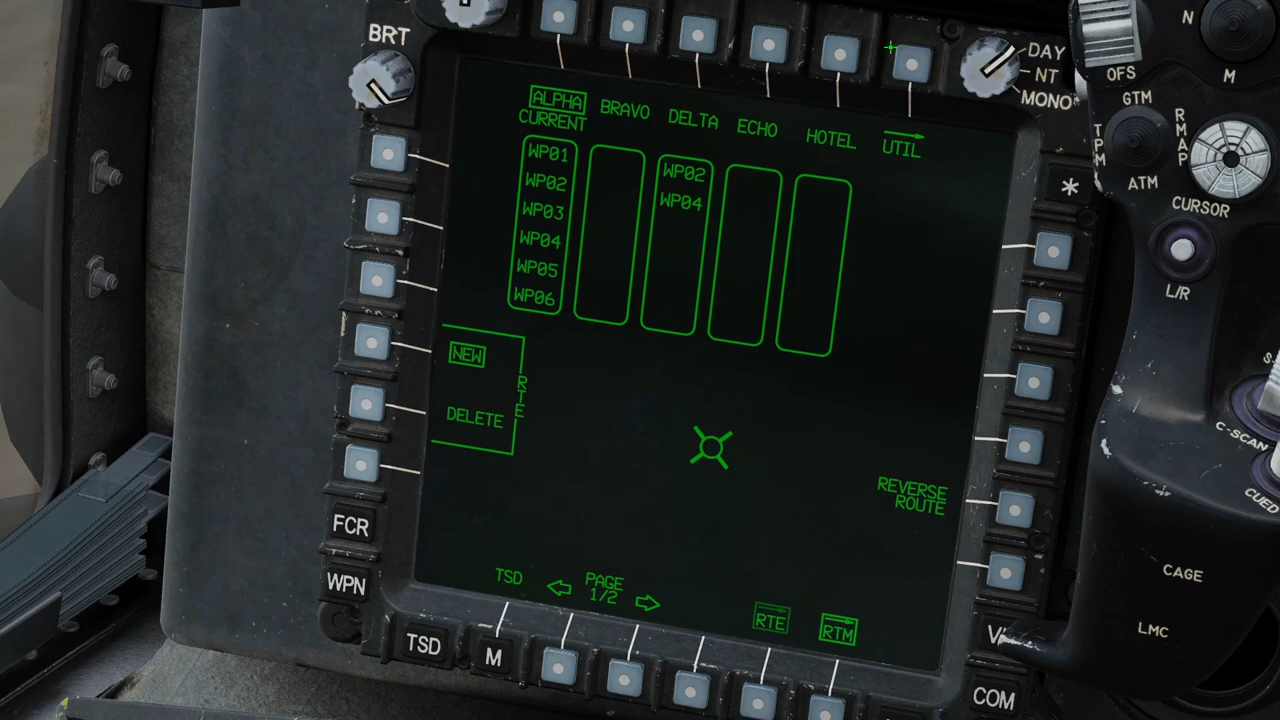 BRT
DAY
NT
MONO
N
M
OFS
GTM
TPM
RMAP
ATM
CURSOR
L/R
*
ALPHA
BRAVO
DELTA
ECHO
HOTEL
UTIL
CURRENT
WP01
WP02
WP03
WP04
WP05
WP06
WP02
WP04
NEW
RTE
DELETE
REVERSE
ROUTE
TSD
PAGE
1/2
RTE
RTM
FCR
WPN
TSD
M
COM
C-SCAN
CUED
CAGE
LMC